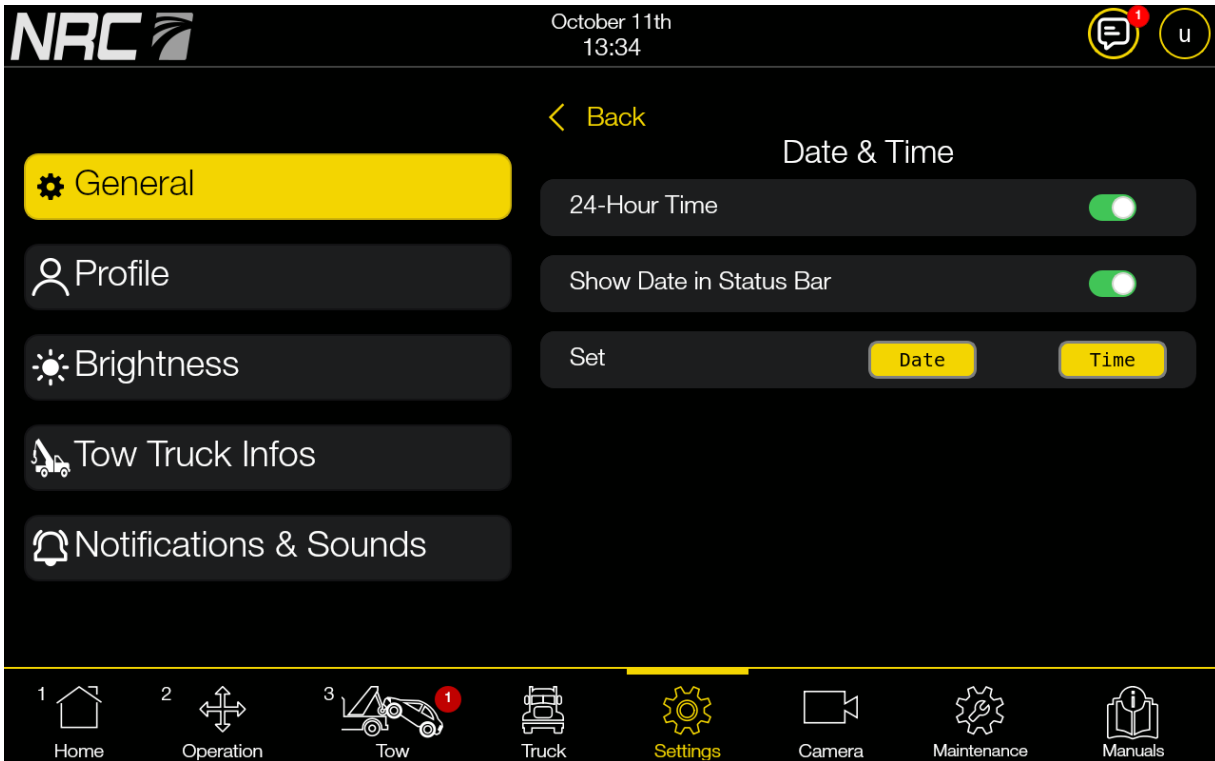 NRC
October 11th
13:34
1
u
Back
Date & Time
General
Profile
Brightness
Tow Truck Infos
Notifications & Sounds
24-Hour Time
Show Date in Status Bar
Set
Date
Time
1
Home
2
Operation
3
1
Tow
Truck
Settings
Camera
Maintenance
Manuals